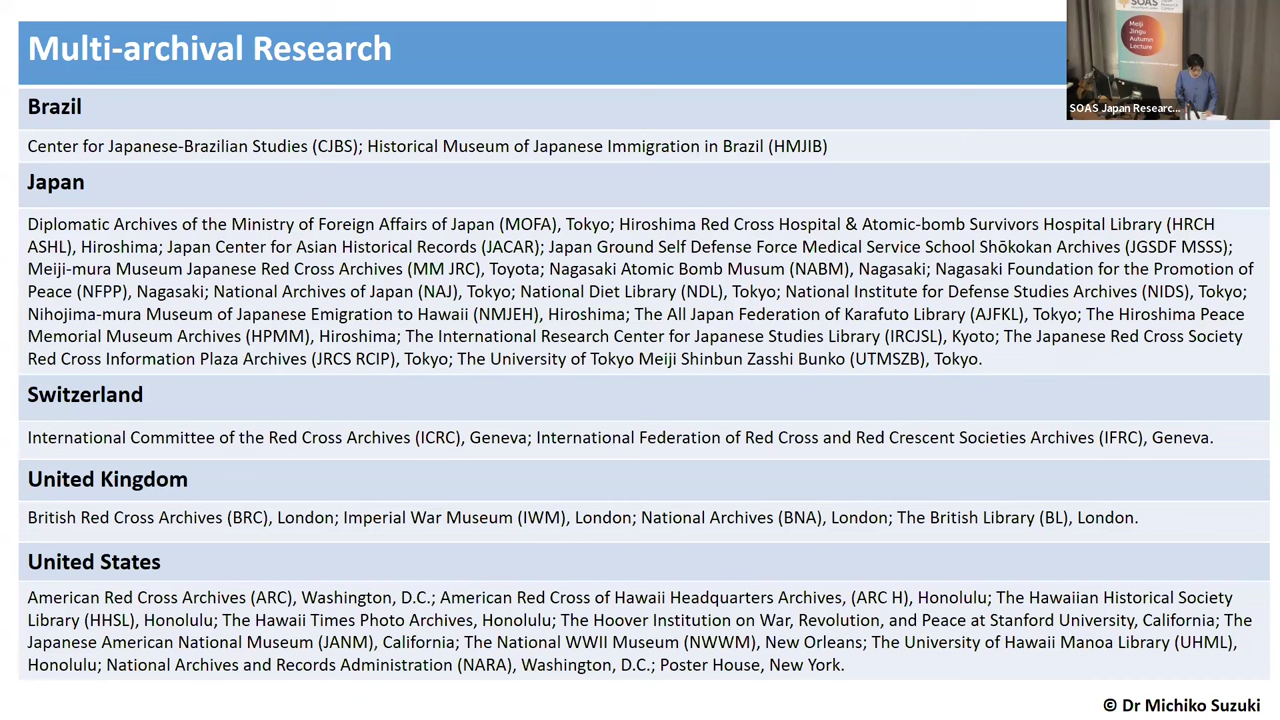 Multi-archival Research
SOAS
Meiji
Jingu
Autumn
Lecture
SOAS Japan Researc...
Brazil
Center for Japanese-Brazilian Studies (CJBS); Historical Museum of Japanese Immigration in Brazil (HMJIB)
Japan
Diplomatic Archives of the Ministry of Foreign Affairs of Japan (MOFA), Tokyo; Hiroshima Red Cross Hospital & Atomic-bomb Survivors Hospital Library (HRCH
ASHL), Hiroshima; Japan Center for Asian Historical Records (JACAR); Japan Ground Self Defense Force Medical Service School Shōkokan Archives (JGSDF MSSS);
Meiji-mura Museum Japanese Red Cross Archives (MM JRC), Toyota; Nagasaki Atomic Bomb Musum (NABM), Nagasaki; Nagasaki Foundation for the Promotion of
Peace (NFPP), Nagasaki; National Archives of Japan (NAJ), Tokyo; National Diet Library (NDL), Tokyo; National Institute for Defense Studies Archives (NIDS), Tokyo;
Nihojima-mura Museum of Japanese Emigration to Hawaii (NMJEH), Hiroshima; The All Japan Federation of Karafuto Library (AJFKL), Tokyo; The Hiroshima Peace
Memorial Museum Archives (HPMM), Hiroshima; The International Research Center for Japanese Studies Library (IRCJSL), Kyoto; The Japanese Red Cross Society
Red Cross Information Plaza Archives (JRCS RCIP), Tokyo; The University of Tokyo Meiji Shinbun Zasshi Bunko (UTMSZB), Tokyo.
Switzerland
International Committee of the Red Cross Archives (ICRC), Geneva; International Federation of Red Cross and Red Crescent Societies Archives (IFRC), Geneva.
United Kingdom
British Red Cross Archives (BRC), London; Imperial War Museum (IWM), London; National Archives (BNA), London; The British Library (BL), London.
United States
American Red Cross Archives (ARC), Washington, D.C.; American Red Cross of Hawaii Headquarters Archives, (ARC H), Honolulu; The Hawaiian Historical Society
Library (HHSL), Honolulu; The Hawaii Times Photo Archives, Honolulu; The Hoover Institution on War, Revolution, and Peace at Stanford University, California; The
Japanese American National Museum (JANM), California; The National WWII Museum (NWWM), New Orleans; The University of Hawaii Manoa Library (UHML),
Honolulu; National Archives and Records Administration (NARA), Washington, D.C.; Poster House, New York.
© Dr Michiko Suzuki